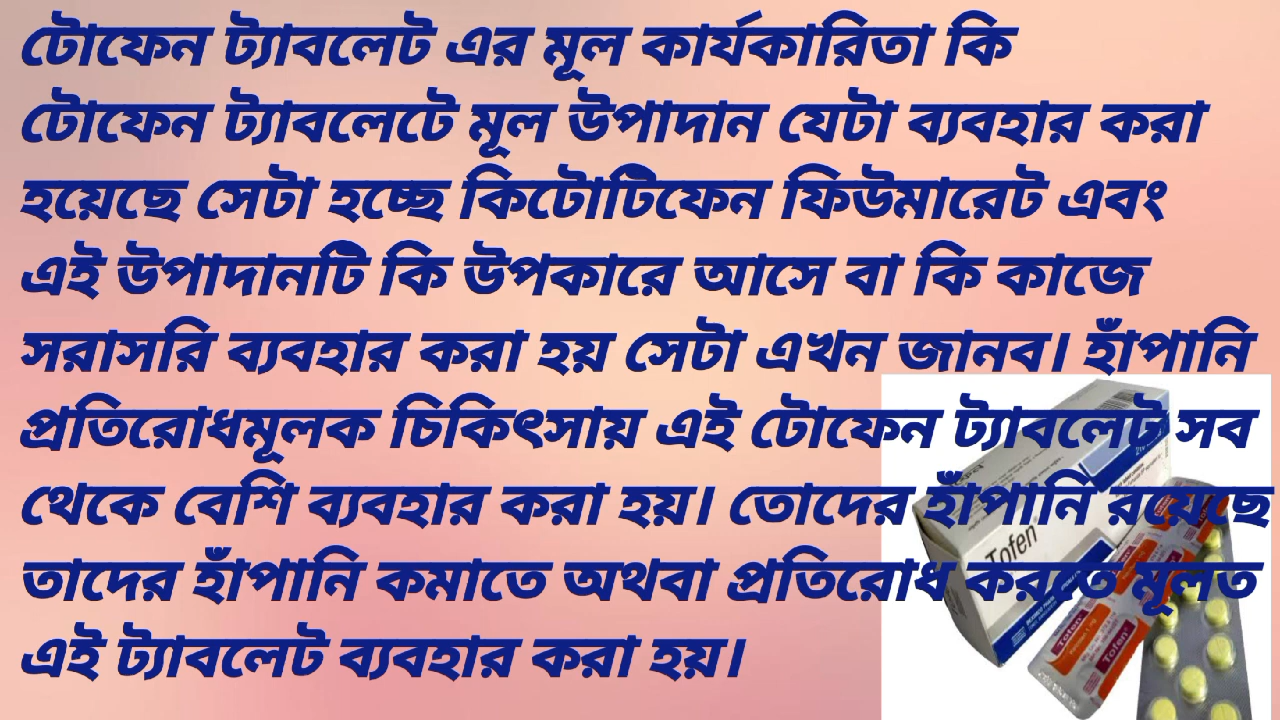 টোফেন ট্যাবলেট এর মূল কার্যকারিতা কি
টোফেন ট্যাবলেটে মূল উপাদান যেটা ব্যবহার করা
হয়েছে সেটা হচ্ছে কিটোটিফেন ফিউমারেট এবং
এই উপাদানটি কি উপকারে আসে বা কি কাজে
সরাসরি ব্যবহার করা হয় সেটা এখন জানব। হাঁপানি
প্রতিরোধমূলক চিকিৎসায় এই টোফেন ট্যাবলেট সব
থেকে বেশি ব্যবহার করা হয়। তোদের হাঁপানি রয়েছে
তাদের হাঁপানি কমাতে অথবা প্রতিরোধ করতে মূলত
এই ট্যাবলেট ব্যবহার করা হয়।
Tofen
Tofen
Tofen